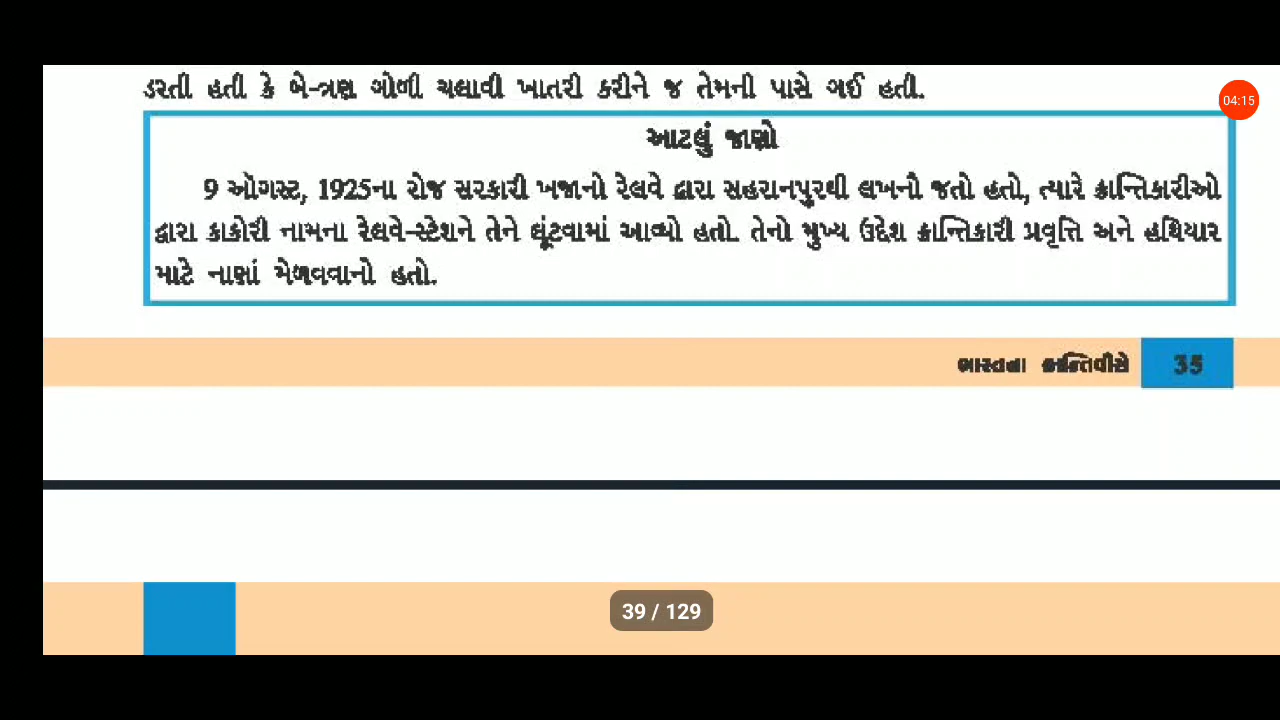 ડરતી હતી કે બે-ત્રણ ગોળી ચલાવી ખાતરી કરીને જ તેમની પાસે ગઈ હતી.
04:15
આટલું જાણો
9 ઑગસ્ટ, 1925ના રોજ સરકારી ખજાનો રેલવે દ્વારા સહરાનપુરથી લખનૌ જતો હતો, ત્યારે ક્રાન્તિકારીઓ
દ્વારા કાકોરી નામના રેલવે-સ્ટેશને તેને લૂંટવામાં આવ્યો હતો. તેનો મુખ્ય ઉદ્દેશ ક્રાન્તિકારી પ્રવૃત્તિ અને હથિયાર
માટે નાણાં મેળવવાનો હતો.
ભારતના ક્રાન્તિવીરો 35
39 / 129